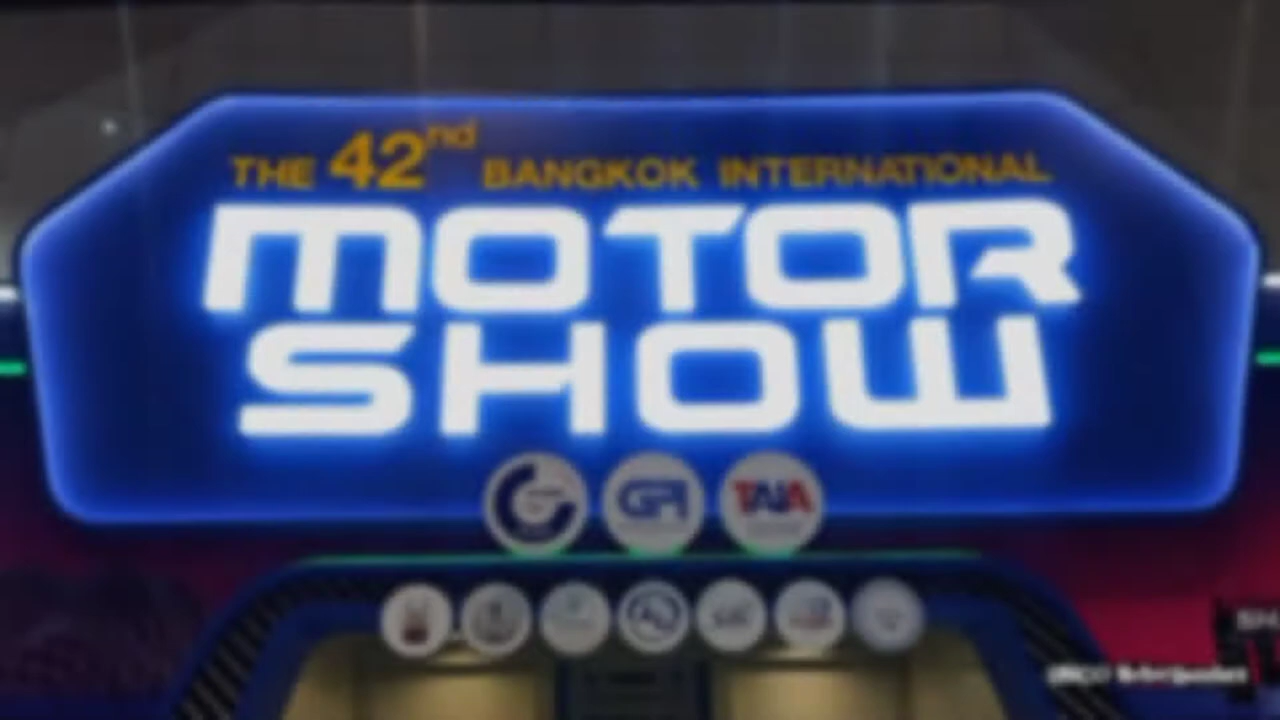 THE 42nd BANGKOK INTERNATIONAL
MOTOR
SHOW
GPI
TAIA